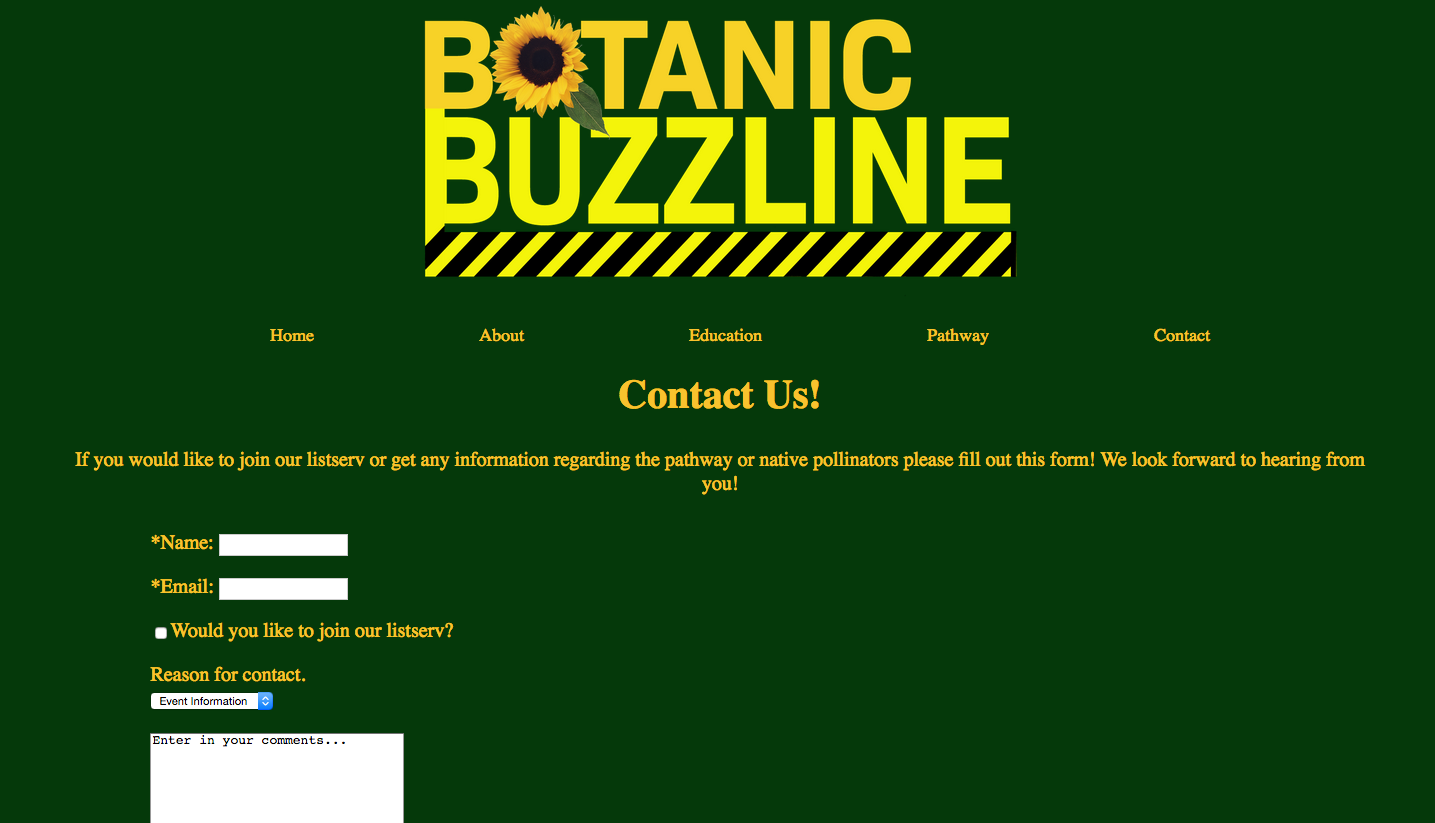 BOTANIC
BUZZLINE
Home About Education Pathway Contact
Contact Us!
If you would like to join our listserv or get any information regarding the pathway or native pollinators please fill out this form! We look forward to hearing from
you!
*Name:
*Email:
Would you like to join our listserv?
Reason for contact.
Event Information
Enter in your comments...